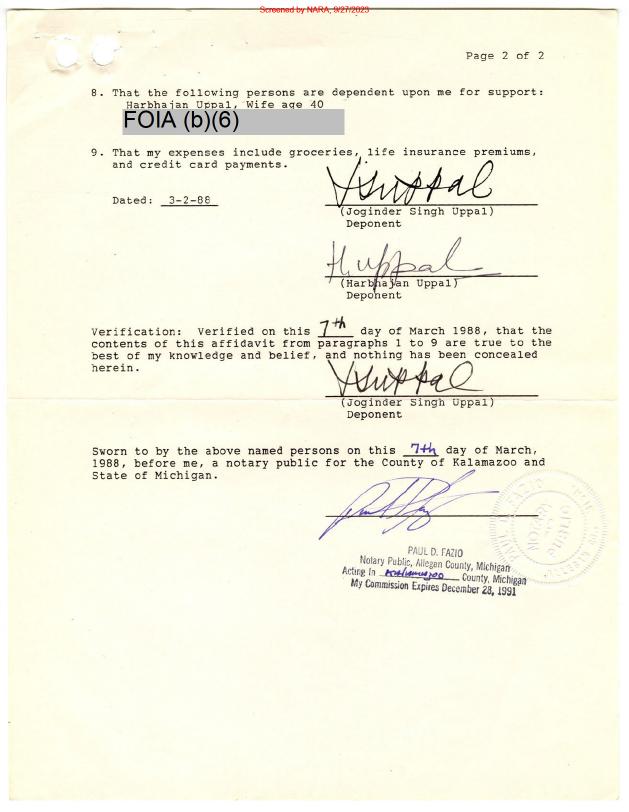 Screened by NARA, 9/27/2023
Page 2 of 2
8. That the following persons are dependent upon me for support:
Harbhajan Uppal, Wife age 40
FOIA (b)(6)
9. That my expenses include groceries, life insurance premiums,
and credit card payments.
Dated: 3-2-88
JSUppal
(Joginder Singh Uppal)
Deponent
H. Uppal
(Harbhajan Uppal)
Deponent
Verification: Verified on this 7th day of March 1988, that the
contents of this affidavit from paragraphs 1 to 9 are true to the
best of my knowledge and belief, and nothing has been concealed
herein.
JSUppal
(Joginder Singh Uppal)
Deponent
Sworn to by the above named persons on this 7th day of March,
1988, before me, a notary public for the County of Kalamazoo and
State of Michigan.
PAUL D. FAZIO
NOTARY PUBLIC
PAUL D. FAZIO
Notary Public, Allegan County, Michigan
Acting In Kalamazoo County, Michigan
My Commission Expires December 28, 1991